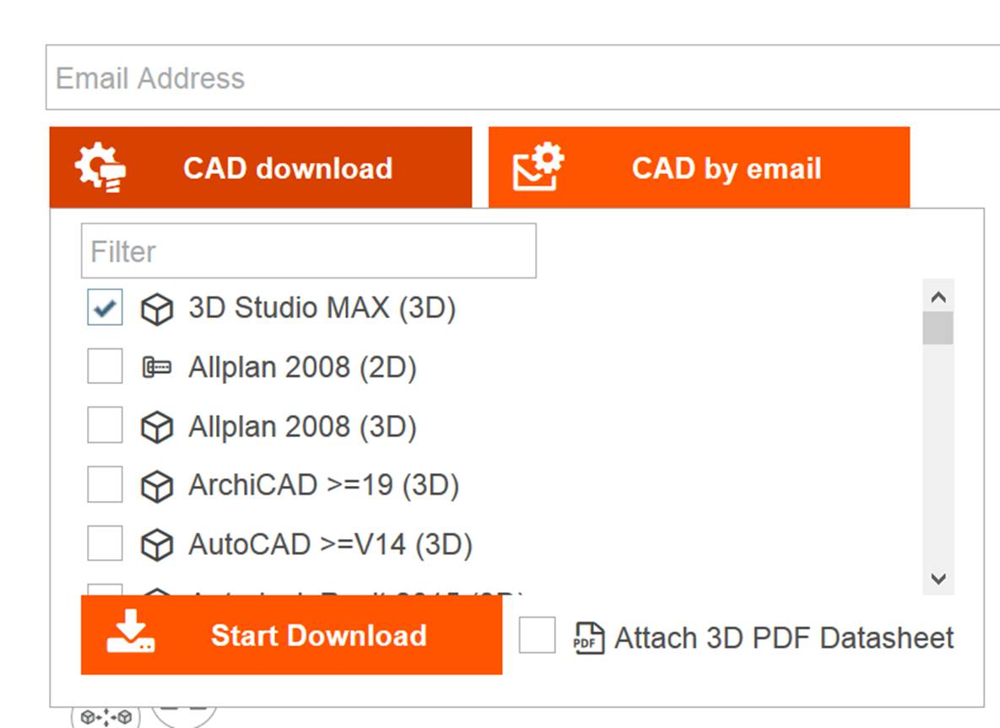 Email Address
CAD download
CAD by email
Filter
3D Studio MAX (3D)
Allplan 2008 (2D)
Allplan 2008 (3D)
ArchiCAD >=19 (3D)
AutoCAD >=V14 (3D)
Start Download
PDF Attach 3D PDF Datasheet